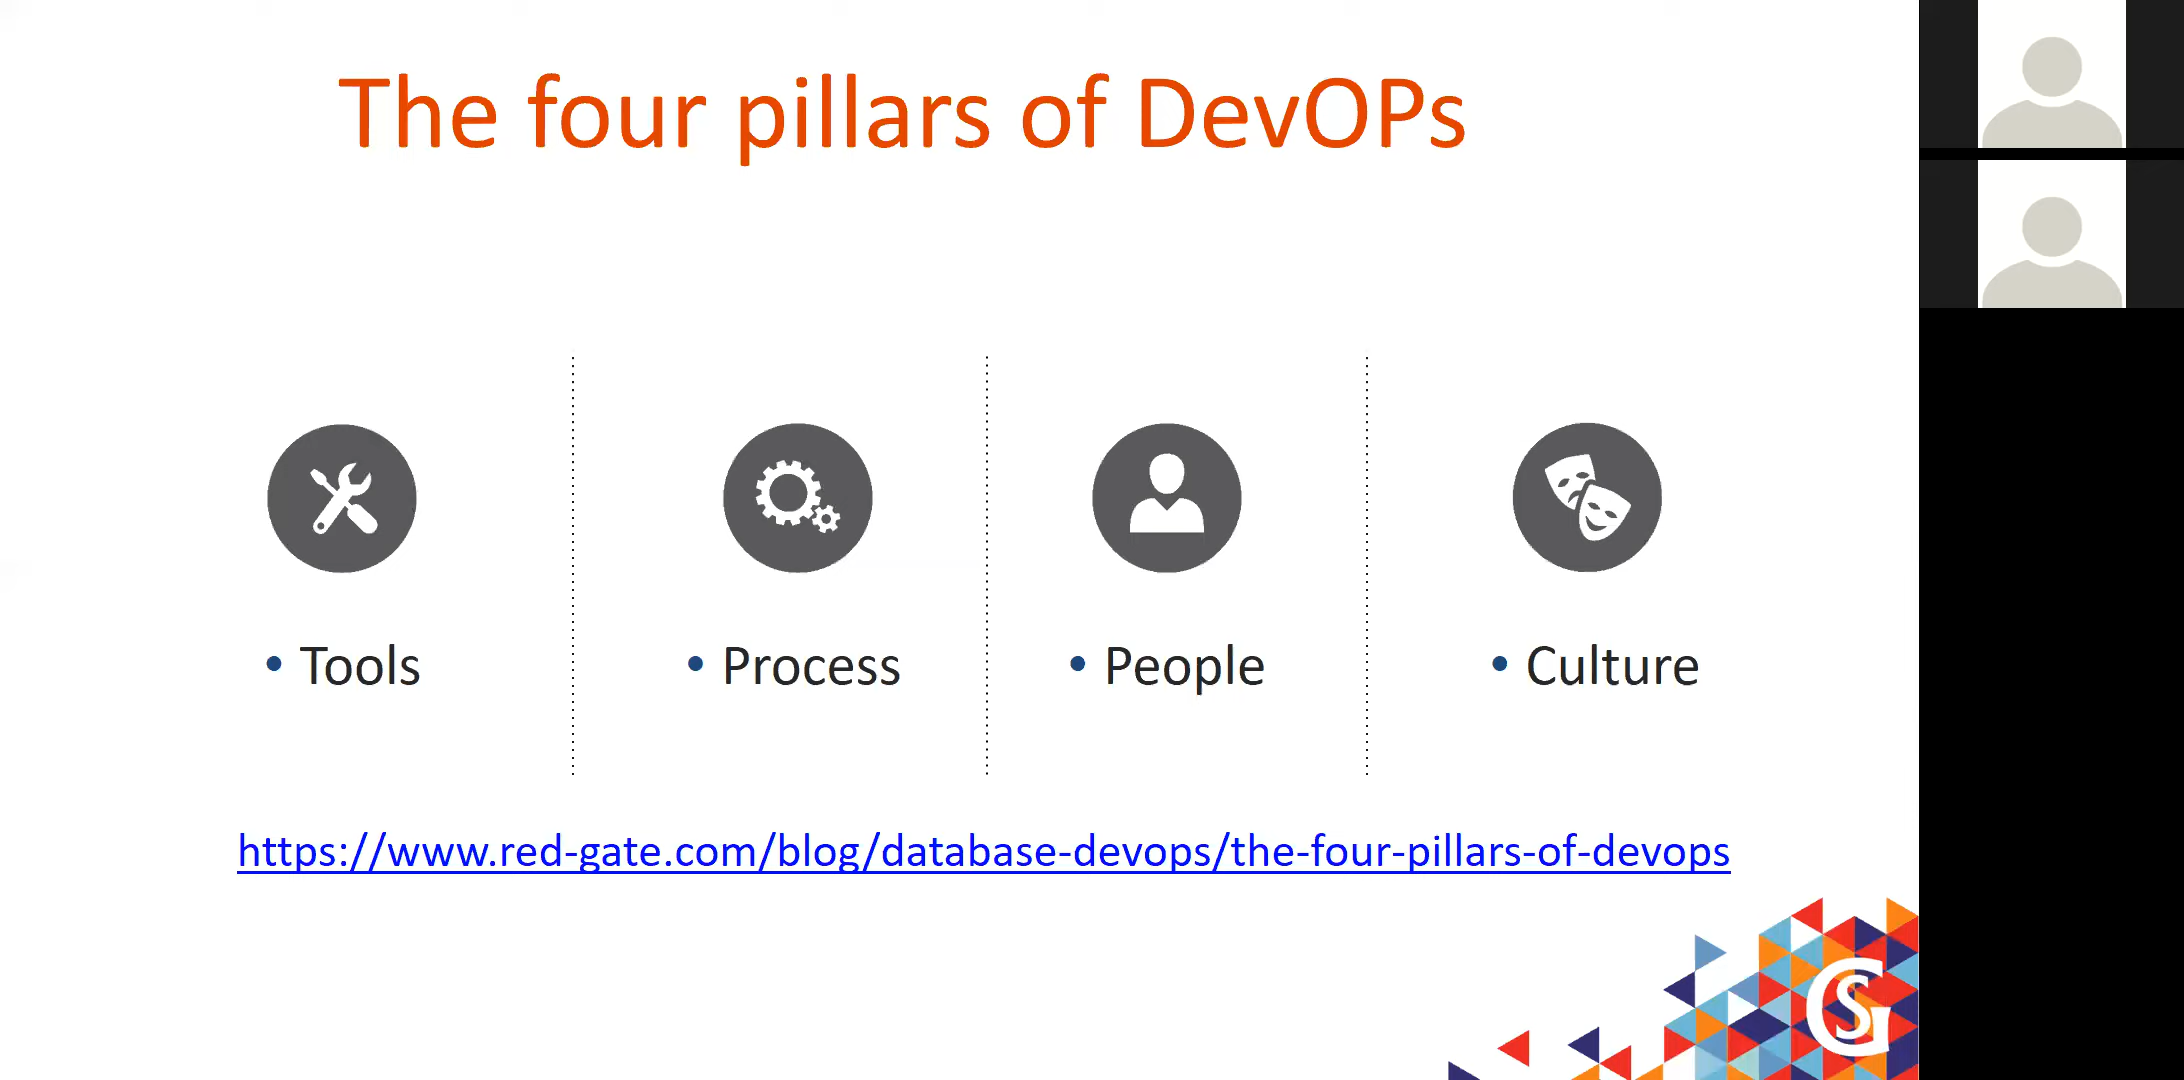 The four pillars of DevOPs
• Tools
• Process
• People
• Culture
https://www.red-gate.com/blog/database-devops/the-four-pillars-of-devops
GS